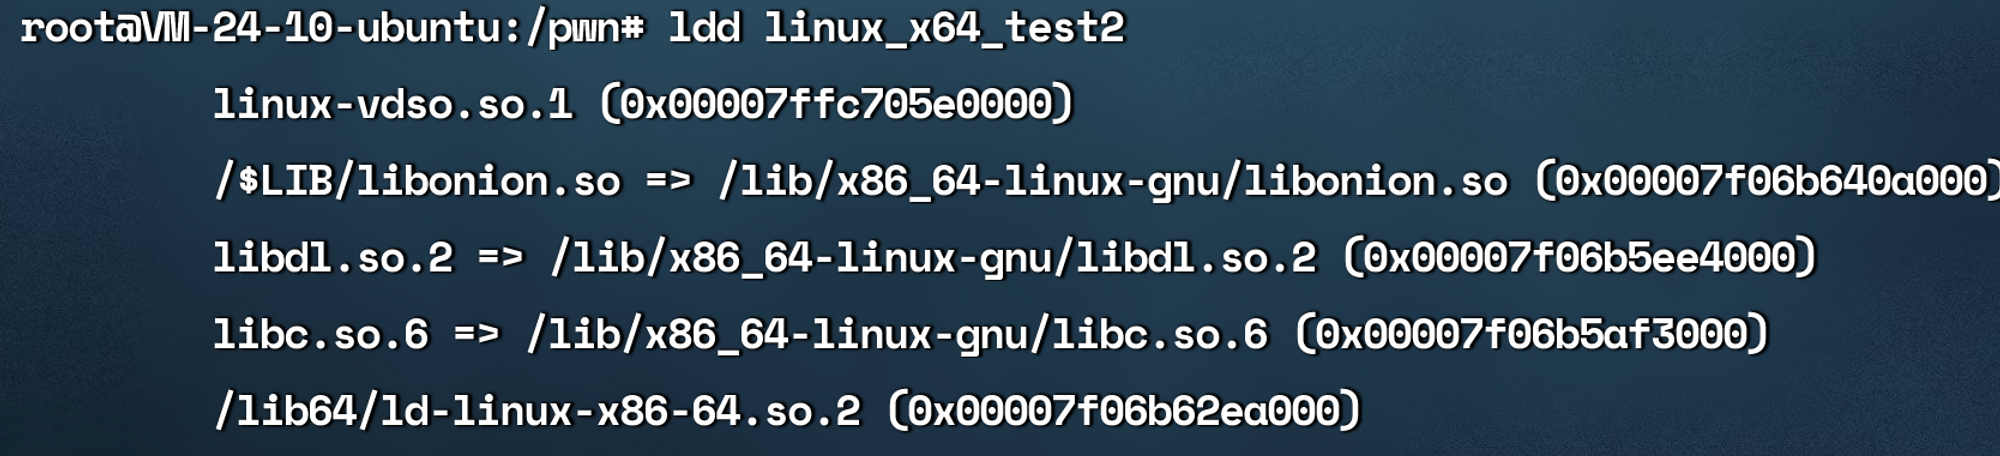 root@VM-24-10-ubuntu:/pwn# ldd linux_x64_test2
linux-vdso.so.1 (0x00007ffc705e0000)
/$LIB/libonion.so => /lib/x86_64-linux-gnu/libonion.so (0x00007f06b640a000)
libdl.so.2 => /lib/x86_64-linux-gnu/libdl.so.2 (0x00007f06b5ee4000)
libc.so.6 => /lib/x86_64-linux-gnu/libc.so.6 (0x00007f06b5af3000)
/lib64/ld-linux-x86-64.so.2 (0x00007f06b62ea000)